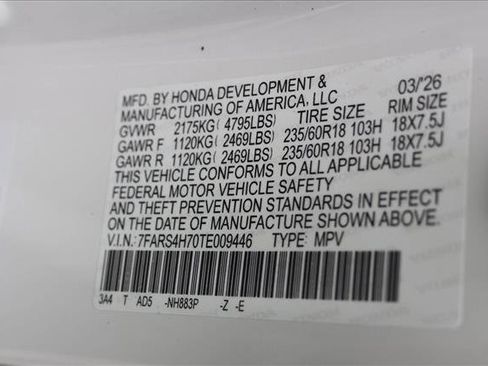 MFD. BY HONDA DEVELOPMENT & 03/26
MANUFACTURING OF AMERICA, LLC
GVWR 2175KG( 4795LBS) TIRE SIZE RIM SIZE
GAWR F 1120KG( 2469LBS) 235/60R18 103H 18X7.5J
GAWR R 1120KG( 2469LBS) 235/60R18 103H 18X7.5J
THIS VEHICLE CONFORMS TO ALL APPLICABLE
FEDERAL MOTOR VEHICLE SAFETY
AND THEFT PREVENTION STANDARDS IN EFFECT
ON THE DATE OF MANUFACTURE SHOWN ABOVE.
V.I.N.: 7FARS4H70TE009446 TYPE: MPV
3A4 T AD5 -NH883P -Z -E